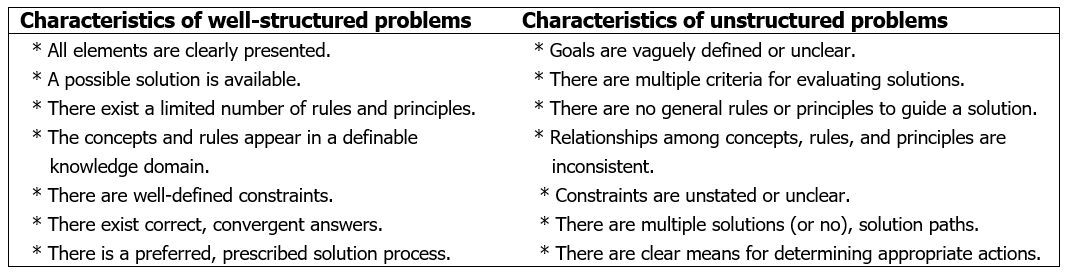 Characteristics of well-structured problems
* All elements are clearly presented.
* A possible solution is available.
* There exist a limited number of rules and principles.
* The concepts and rules appear in a definable
knowledge domain.
* There are well-defined constraints.
* There exist correct, convergent answers.
* There is a preferred, prescribed solution process.
Characteristics of unstructured problems
* Goals are vaguely defined or unclear.
* There are multiple criteria for evaluating solutions.
* There are no general rules or principles to guide a solution.
* Relationships among concepts, rules, and principles are
inconsistent.
* Constraints are unstated or unclear.
* There are multiple solutions (or no), solution paths.
* There are clear means for determining appropriate actions.